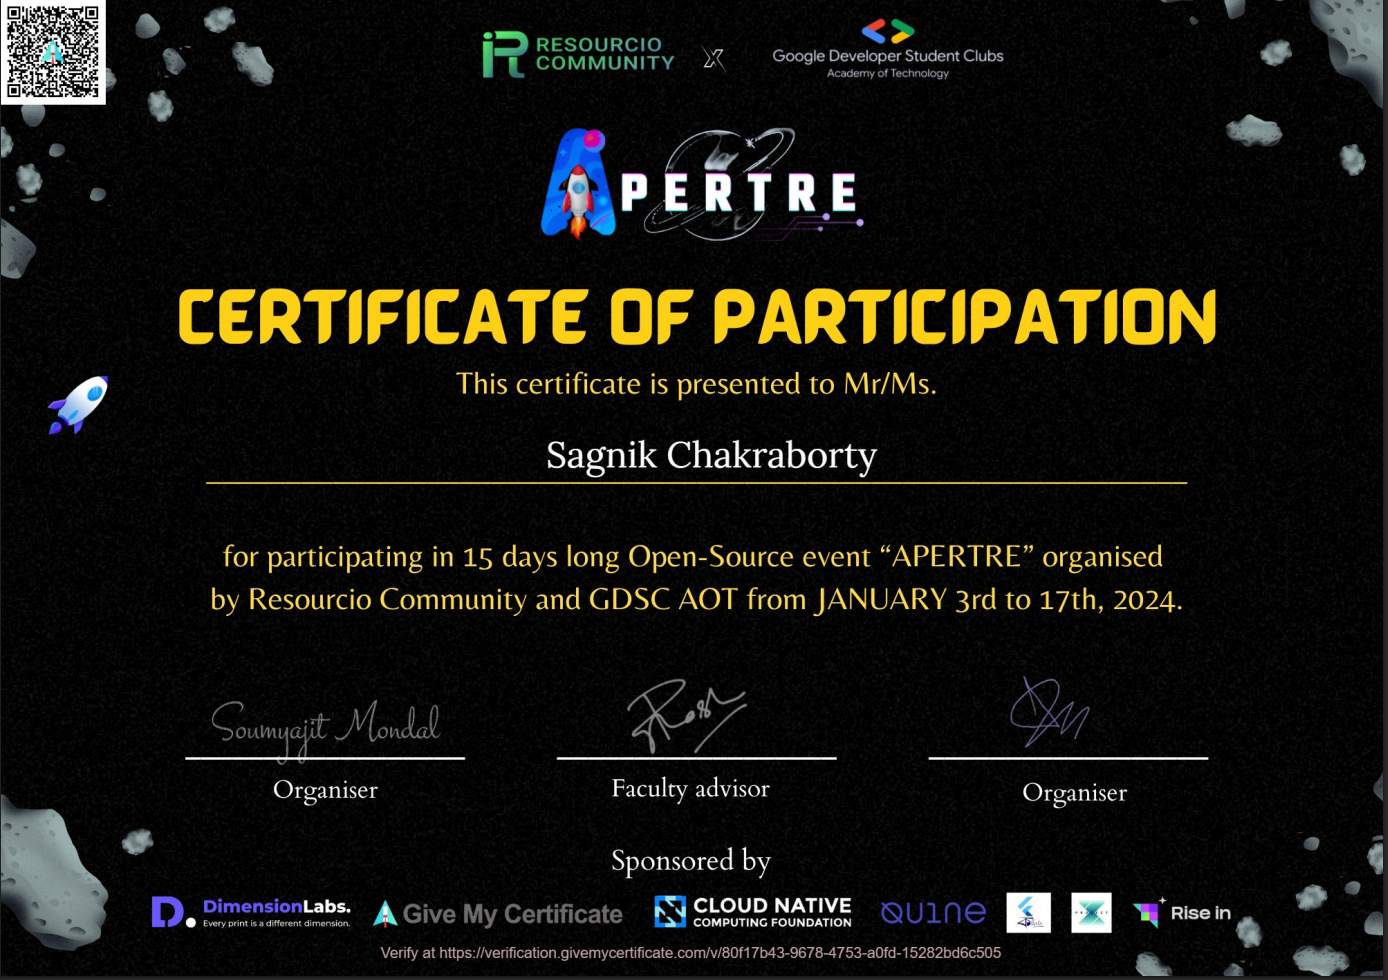 RESOURCIO
COMMUNITY
X
Google Developer Student Clubs
Academy of Technology
APERTRE
CERTIFICATE OF PARTICIPATION
This certificate is presented to Mr/Ms.
Sagnik Chakraborty
for participating in 15 days long Open-Source event “APERTRE” organised
by Resourcio Community and GDSC AOT from JANUARY 3rd to 17th, 2024.
Soumyajit Mondal
Organiser
Faculty advisor
Organiser
Sponsored by
D.
DimensionLabs.
Every print is a different dimension.
Give My Certificate
CLOUD NATIVE
COMPUTING FOUNDATION
QUINE
Rise in
Verify at https://verification.givemycertificate.com/v/80f17b43-9678-4753-a0fd-15282bd6c505